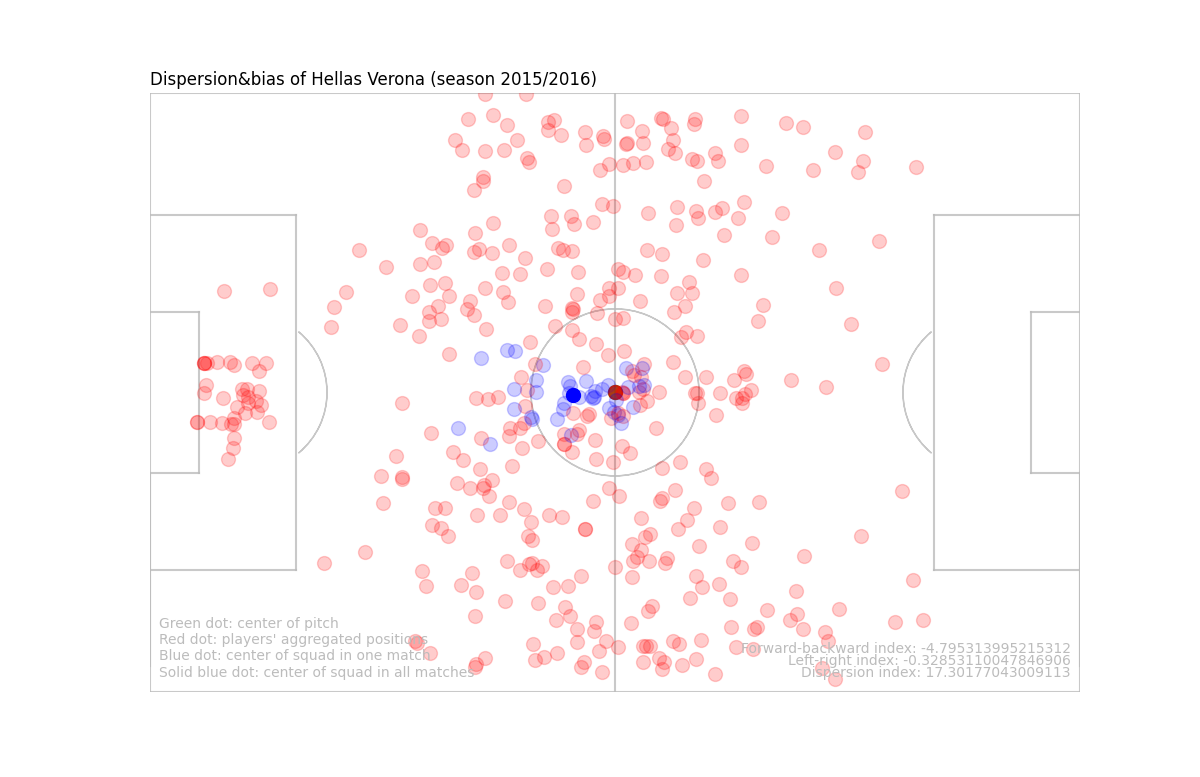 Dispersion&bias of Hellas Verona (season 2015/2016)
Green dot: center of pitch
Red dot: players' aggregated positions
Blue dot: center of squad in one match
Solid blue dot: center of squad in all matches
Forward-backward index: -4.795313995215312
Left-right index: -0.32853110047846906
Dispersion index: 17.30177043009113